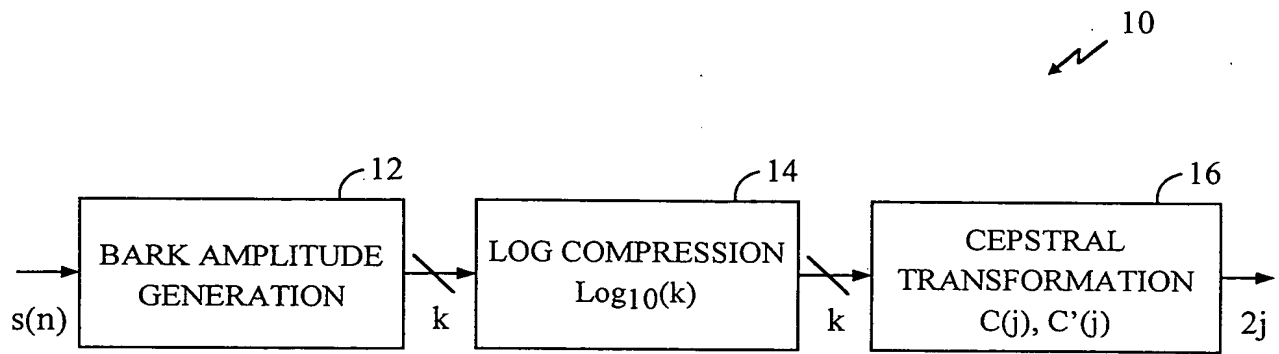 10
12
14
16
BARK AMPLITUDE
GENERATION
LOG COMPRESSION
Log10(k)
CEPSTRAL
TRANSFORMATION
C(j), C'(j)
s(n)
k
k
2j